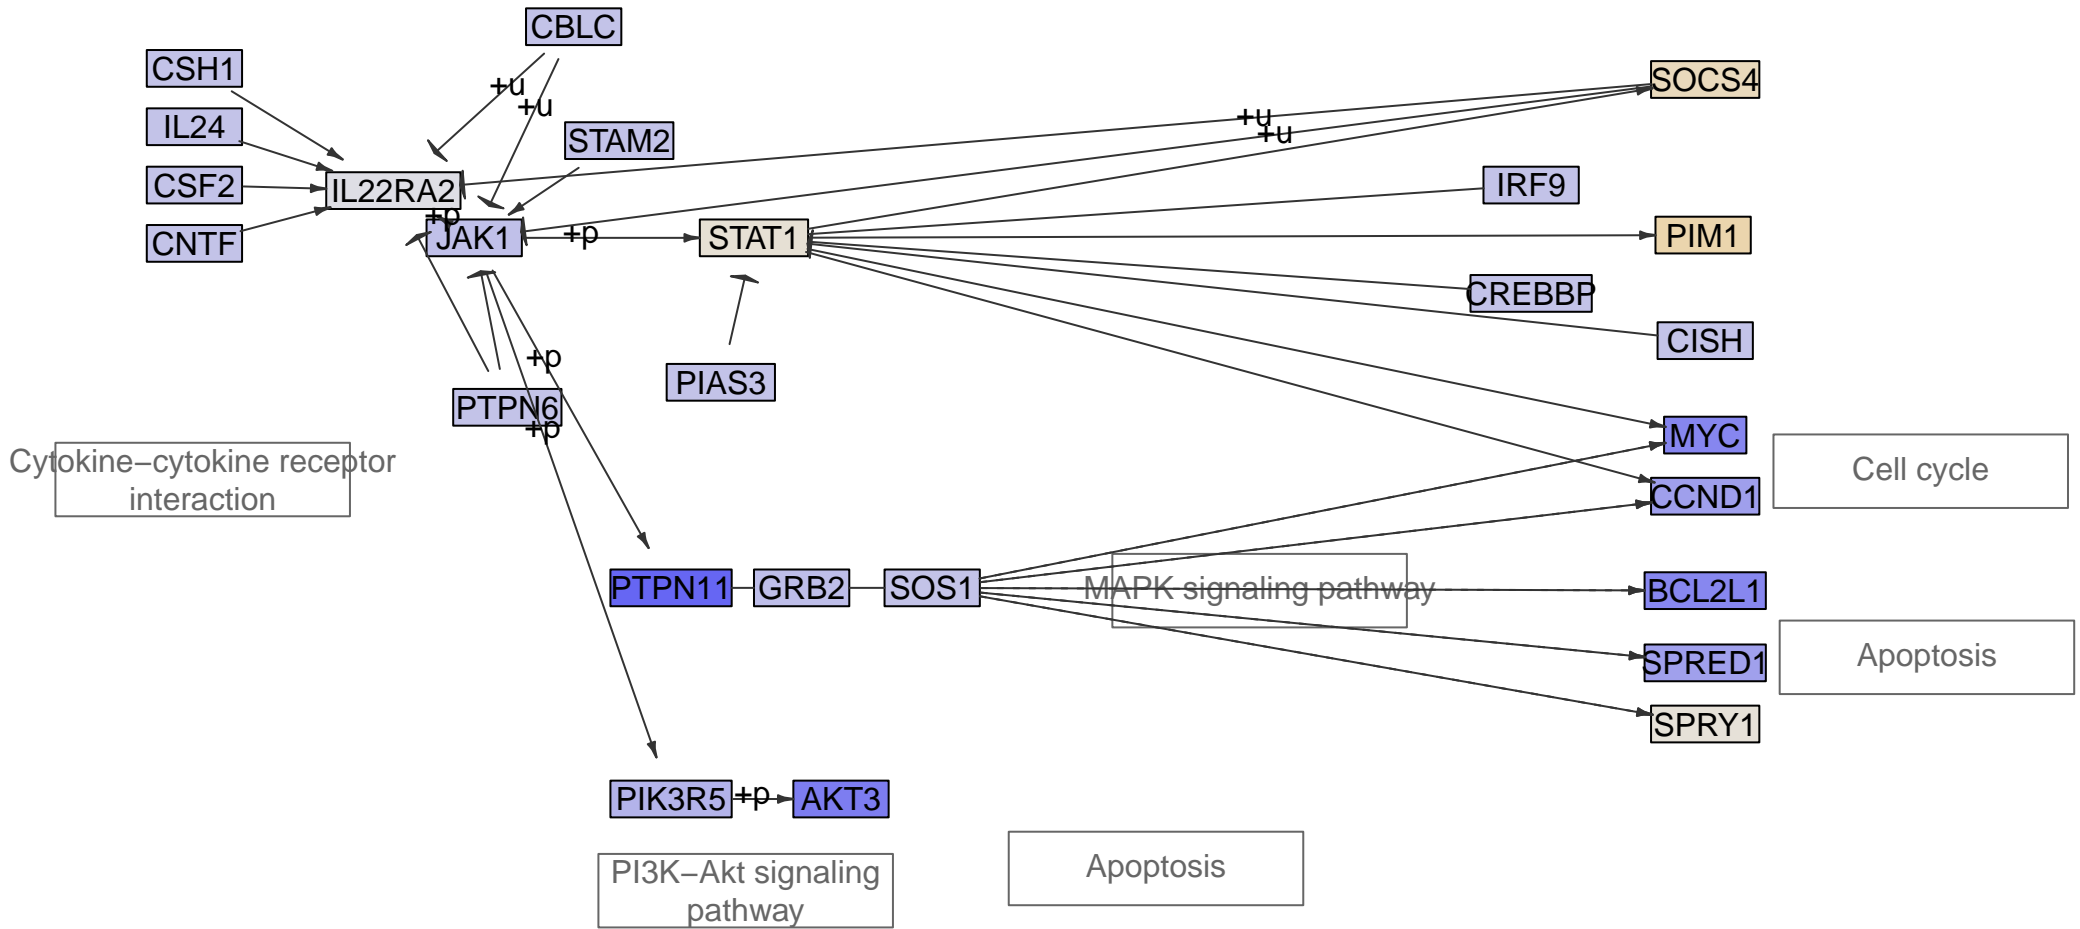 CBLC
CSH1
+u
SOCS4
+u
IL24
+u
+u
STAM2
CSF2
IL22RA2
IRF9
+p
CNTF
JAK1
+p
STAT1
PIM1
CREBBP
CISH
+p
PIAS3
PTPN6
+p
MYC
Cytokine−cytokine receptor
interaction
Cell cycle
CCND1
PTPN11
GRB2
SOS1
MAPK signaling pathway
BCL2L1
SPRED1
Apoptosis
SPRY1
PIK3R5
+p
AKT3
PI3K−Akt signaling
pathway
Apoptosis